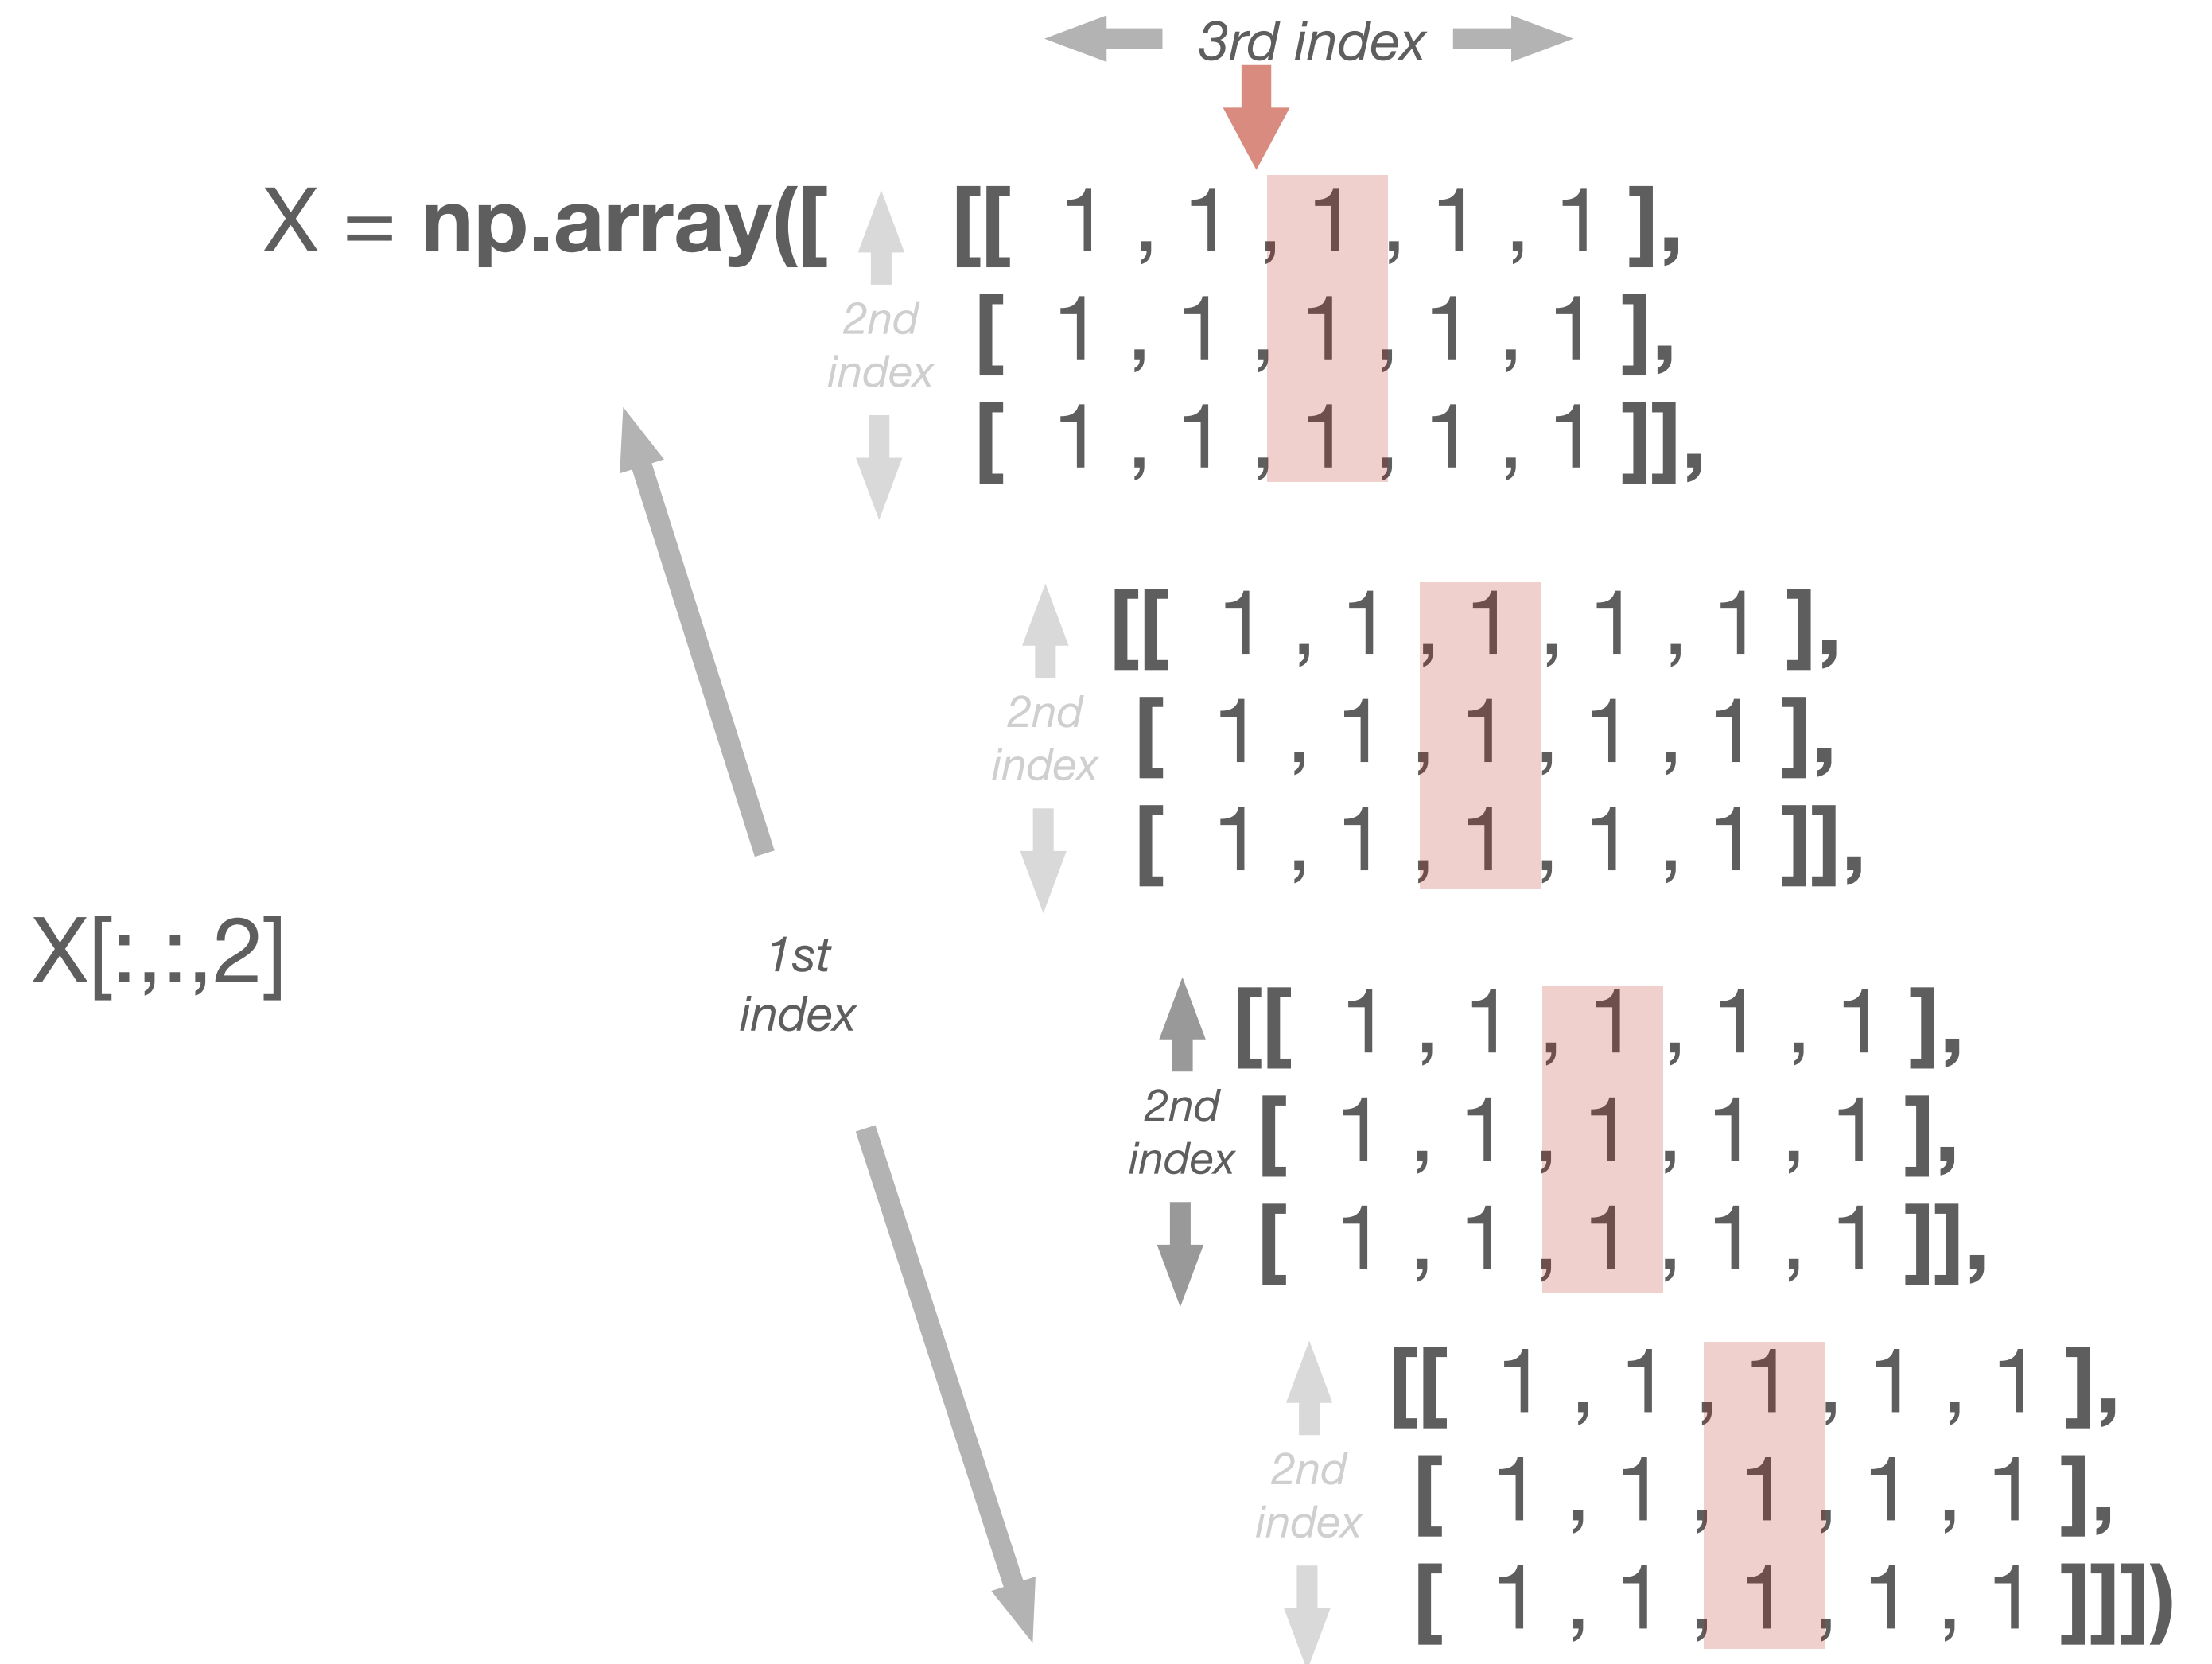 3rd index
X = np.array([ [[ 1 , 1 , 1 , 1 , 1 ],
2nd
index
[ 1 , 1 , 1 , 1 , 1 ],
[ 1 , 1 , 1 , 1 , 1 ]],
[[ 1 , 1 , 1 , 1 , 1 ],
2nd
index
[ 1 , 1 , 1 , 1 , 1 ],
[ 1 , 1 , 1 , 1 , 1 ]],
X[:,:,2]
1st
index
[[ 1 , 1 , 1 , 1 , 1 ],
2nd
index
[ 1 , 1 , 1 , 1 , 1 ],
[ 1 , 1 , 1 , 1 , 1 ]],
[[ 1 , 1 , 1 , 1 , 1 ],
2nd
index
[ 1 , 1 , 1 , 1 , 1 ],
[ 1 , 1 , 1 , 1 , 1 ]]])